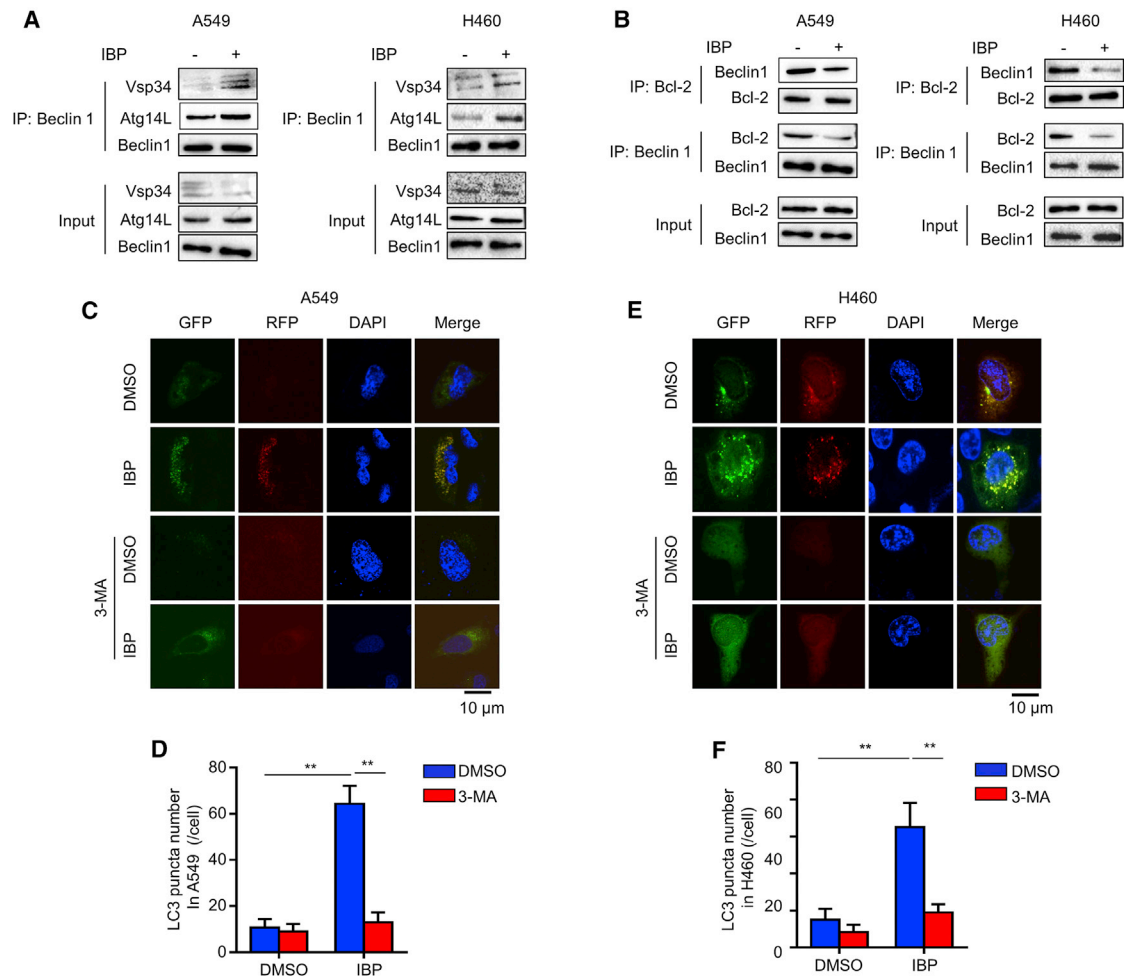 A
A549
H460
IBP - +
IBP - +
Vsp34
Vsp34
IP: Beclin 1
Atg14L
IP: Beclin 1
Atg14L
Beclin1
Beclin1
Vsp34
Vsp34
Input
Atg14L
Input
Atg14L
Beclin1
Beclin1
B
A549
H460
IBP - +
IBP - +
Beclin1
Beclin1
IP: Bcl-2
IP: Bcl-2
Bcl-2
Bcl-2
Bcl-2
Bcl-2
IP: Beclin 1
IP: Beclin 1
Beclin1
Beclin1
Bcl-2
Bcl-2
Input
Input
Beclin1
Beclin1
C
A549
GFP RFP DAPI Merge
DMSO
IBP
3-MA
DMSO
IBP
10 µm
E
H460
GFP RFP DAPI Merge
DMSO
IBP
3-MA
DMSO
IBP
10 µm
D
LC3 puncta number
In A549 (/cell)
80
60
40
20
0
** **
DMSO
3-MA
DMSO IBP
F
LC3 puncta number
in H460 (/cell)
80
60
40
20
0
** **
DMSO
3-MA
DMSO IBP